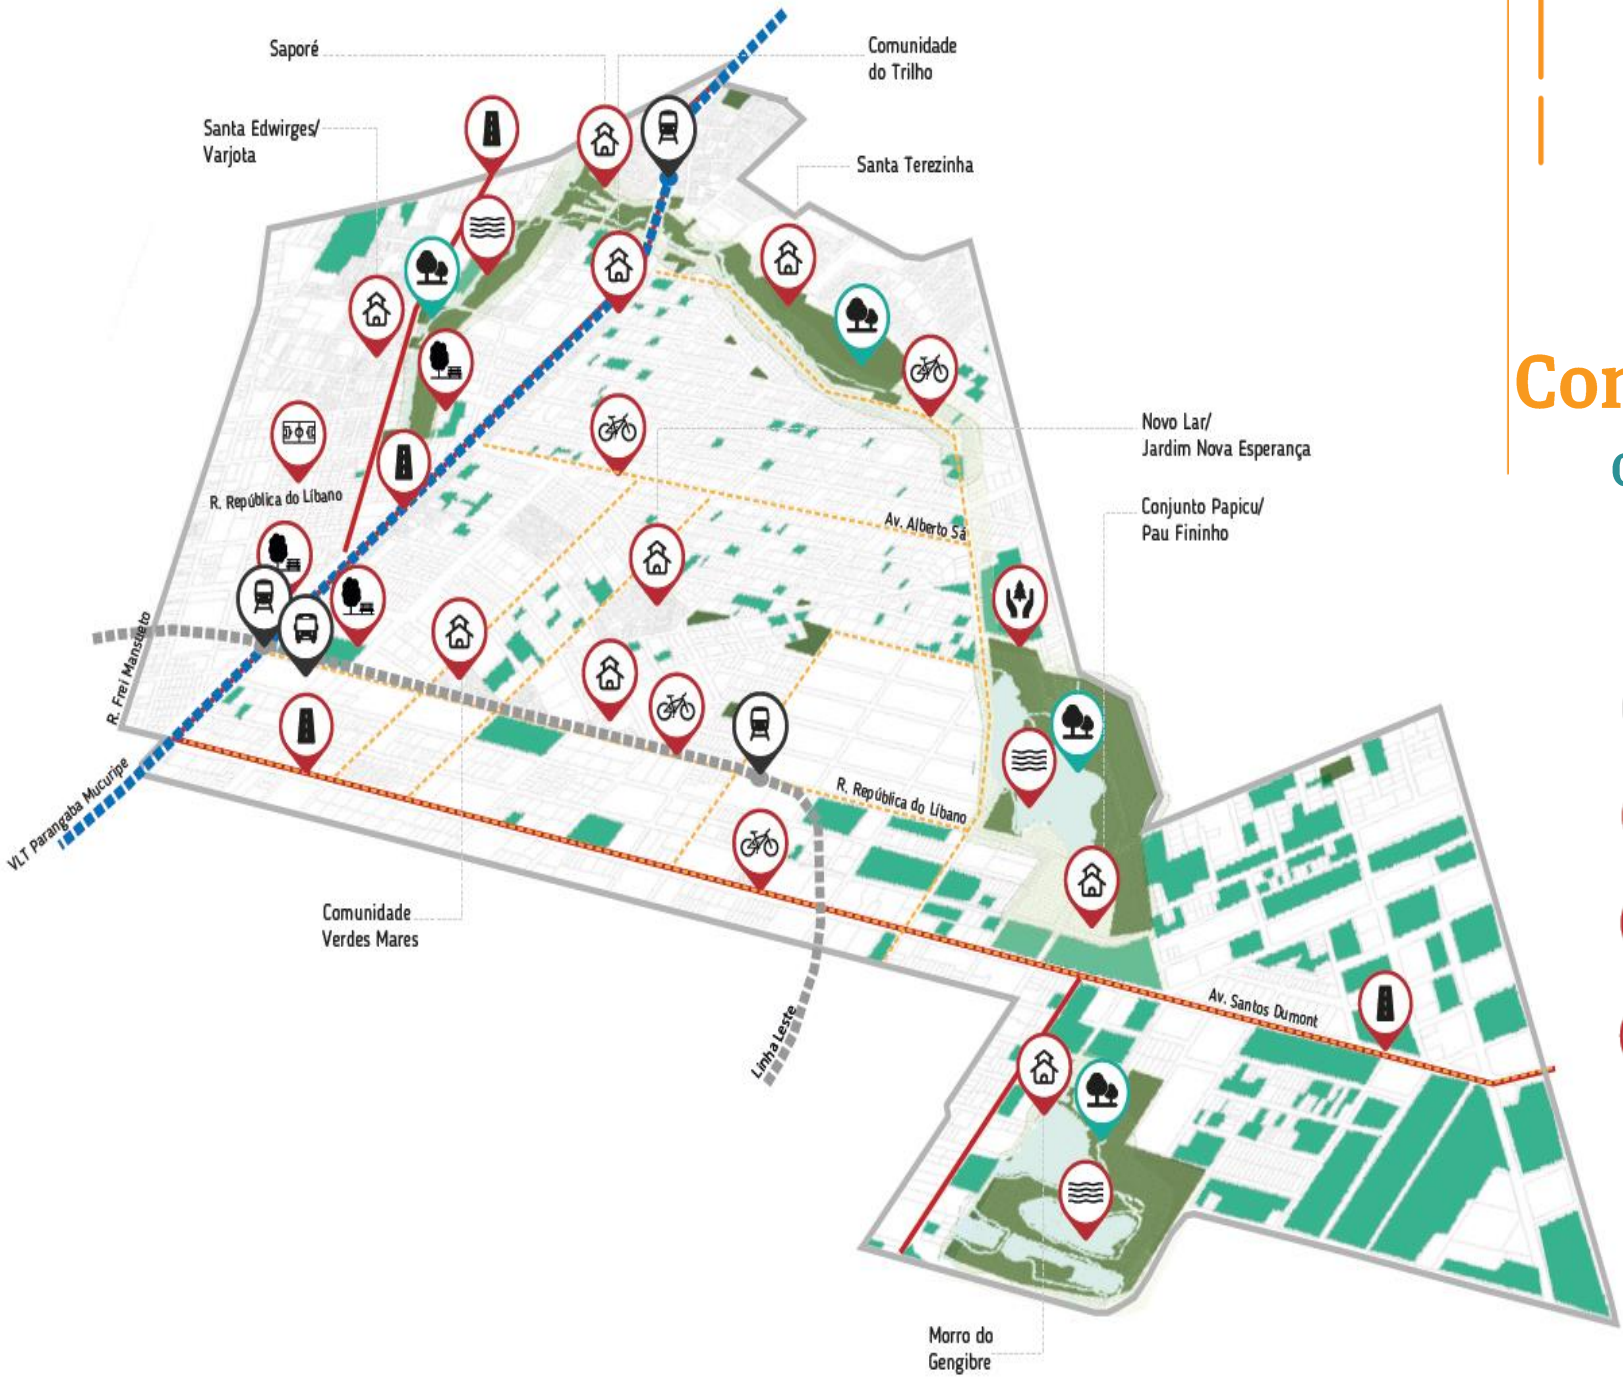 Saporé
Comunidade
do Trilho
Santa Edwirges/
Varjota
Santa Terezinha
Novo Lar/
Jardim Nova Esperança
R. República do Líbano
Av. Alberto Sá
Conjunto Papicu/
Pau Fininho
R. Frei Mansueto
VLT Parangaba Mucuripe
R. República do Líbano
Comunidade
Verdes Mares
Av. Santos Dumont
Linha Leste
Morro do
Gengibre